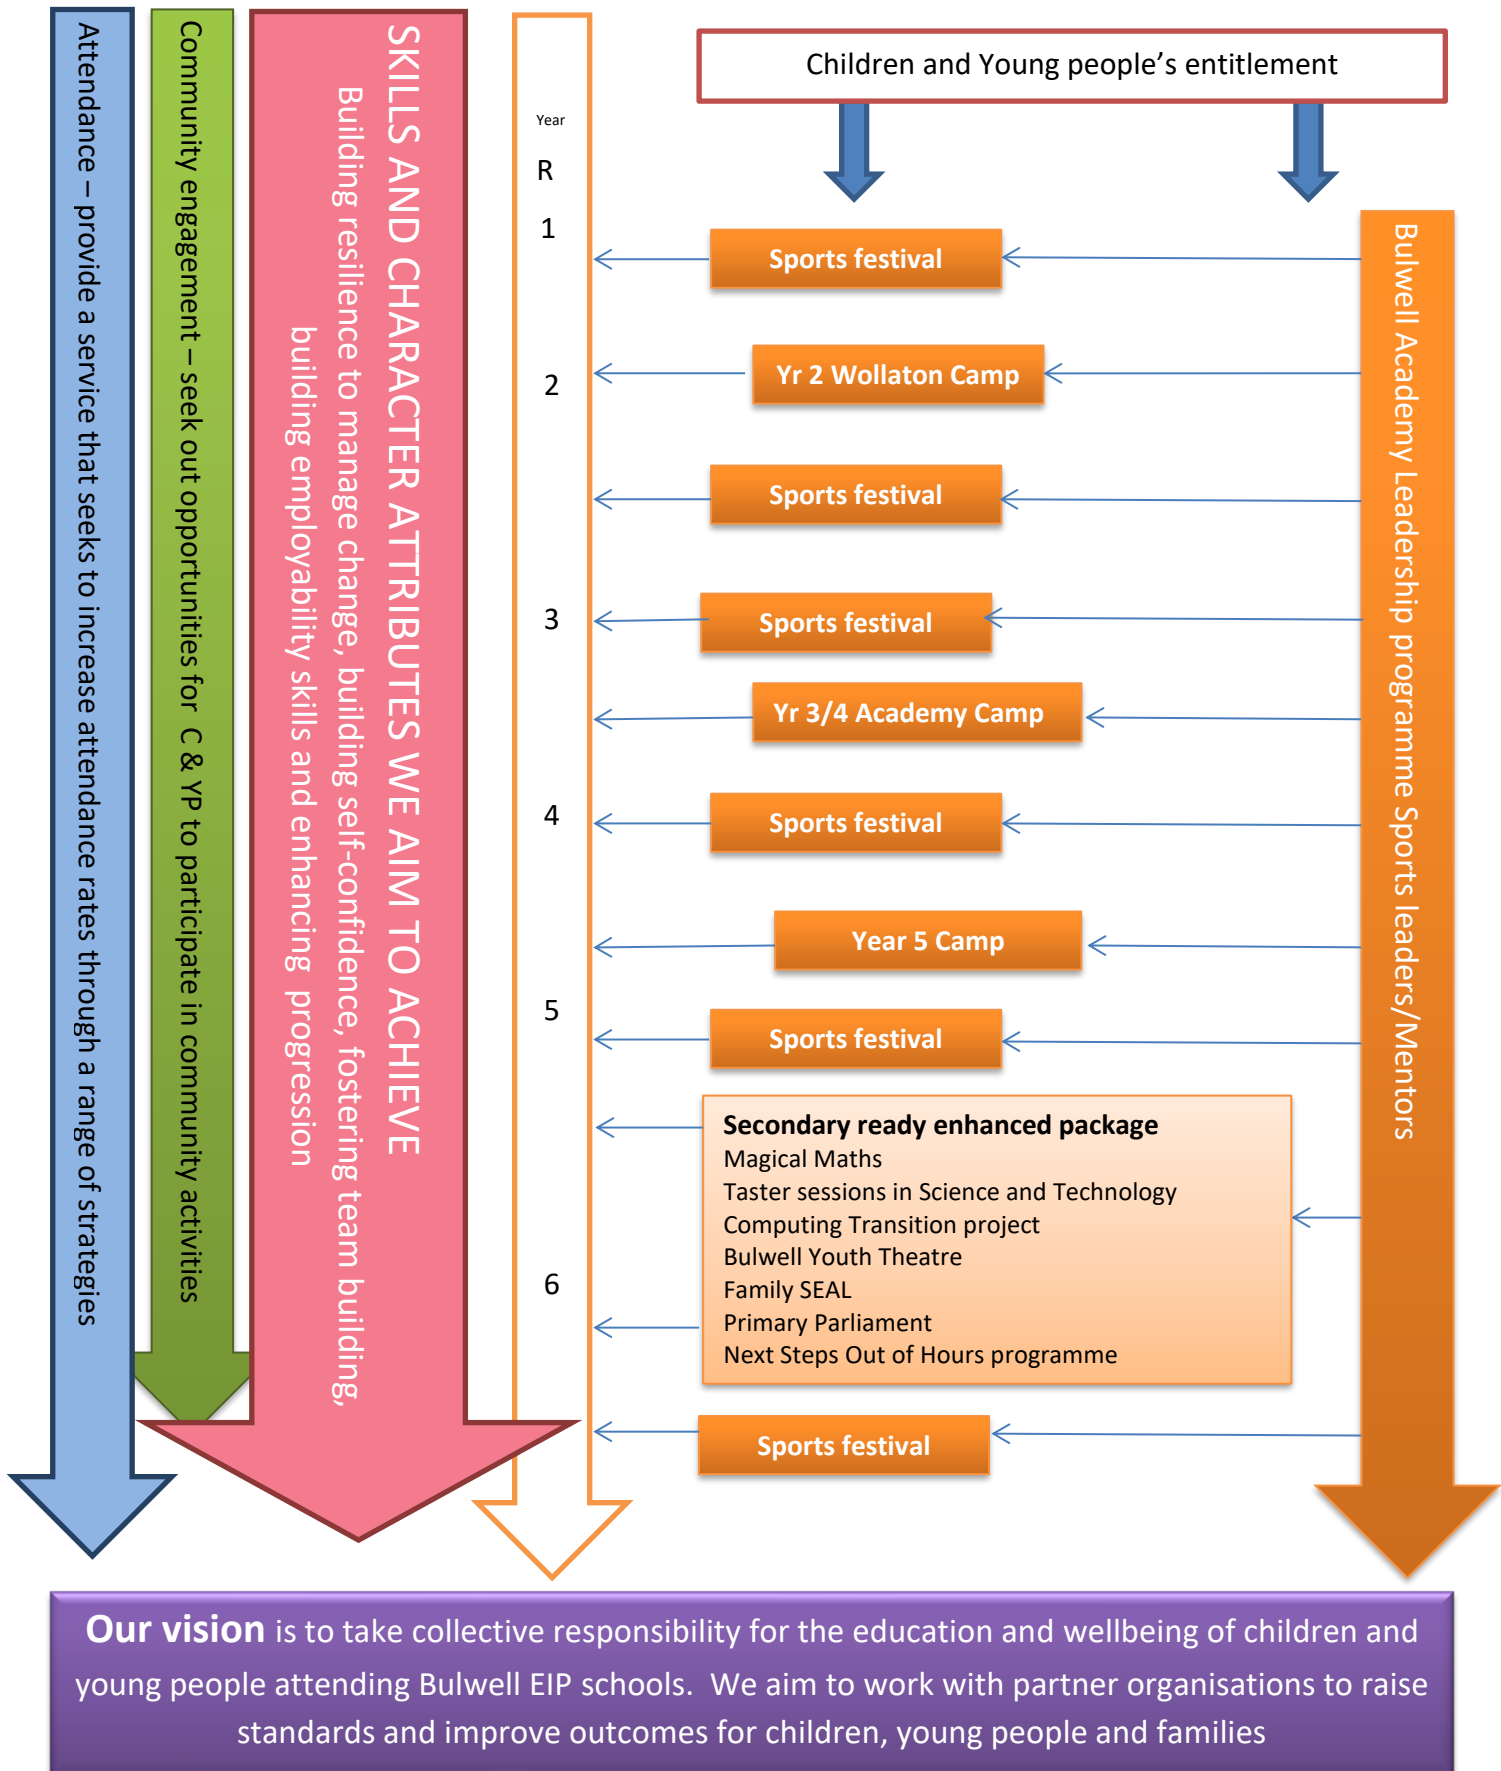 Attendance – provide a service that seeks to increase attendance rates through a range of strategies
Community engagement – seek out opportunities for  C & YP to participate in community activities
SKILLS AND CHARACTER ATTRIBUTES WE AIM TO ACHIEVE
Building resilience to manage change, building self-confidence, fostering team building,
building employability skills and enhancing  progression
Year
R
1
2
3
4
5
6
Children and Young people’s entitlement
Sports festival
Yr 2 Wollaton Camp
Sports festival
Sports festival
Yr 3/4 Academy Camp
Sports festival
Year 5 Camp
Sports festival
Secondary ready enhanced package
Magical Maths
Taster sessions in Science and Technology
Computing Transition project
Bulwell Youth Theatre
Family SEAL
Primary Parliament
Next Steps Out of Hours programme
Sports festival
Bulwell Academy Leadership programme Sports leaders/Mentors
Our vision is to take collective responsibility for the education and wellbeing of children and
young people attending Bulwell EIP schools.  We aim to work with partner organisations to raise
standards and improve outcomes for children, young people and families